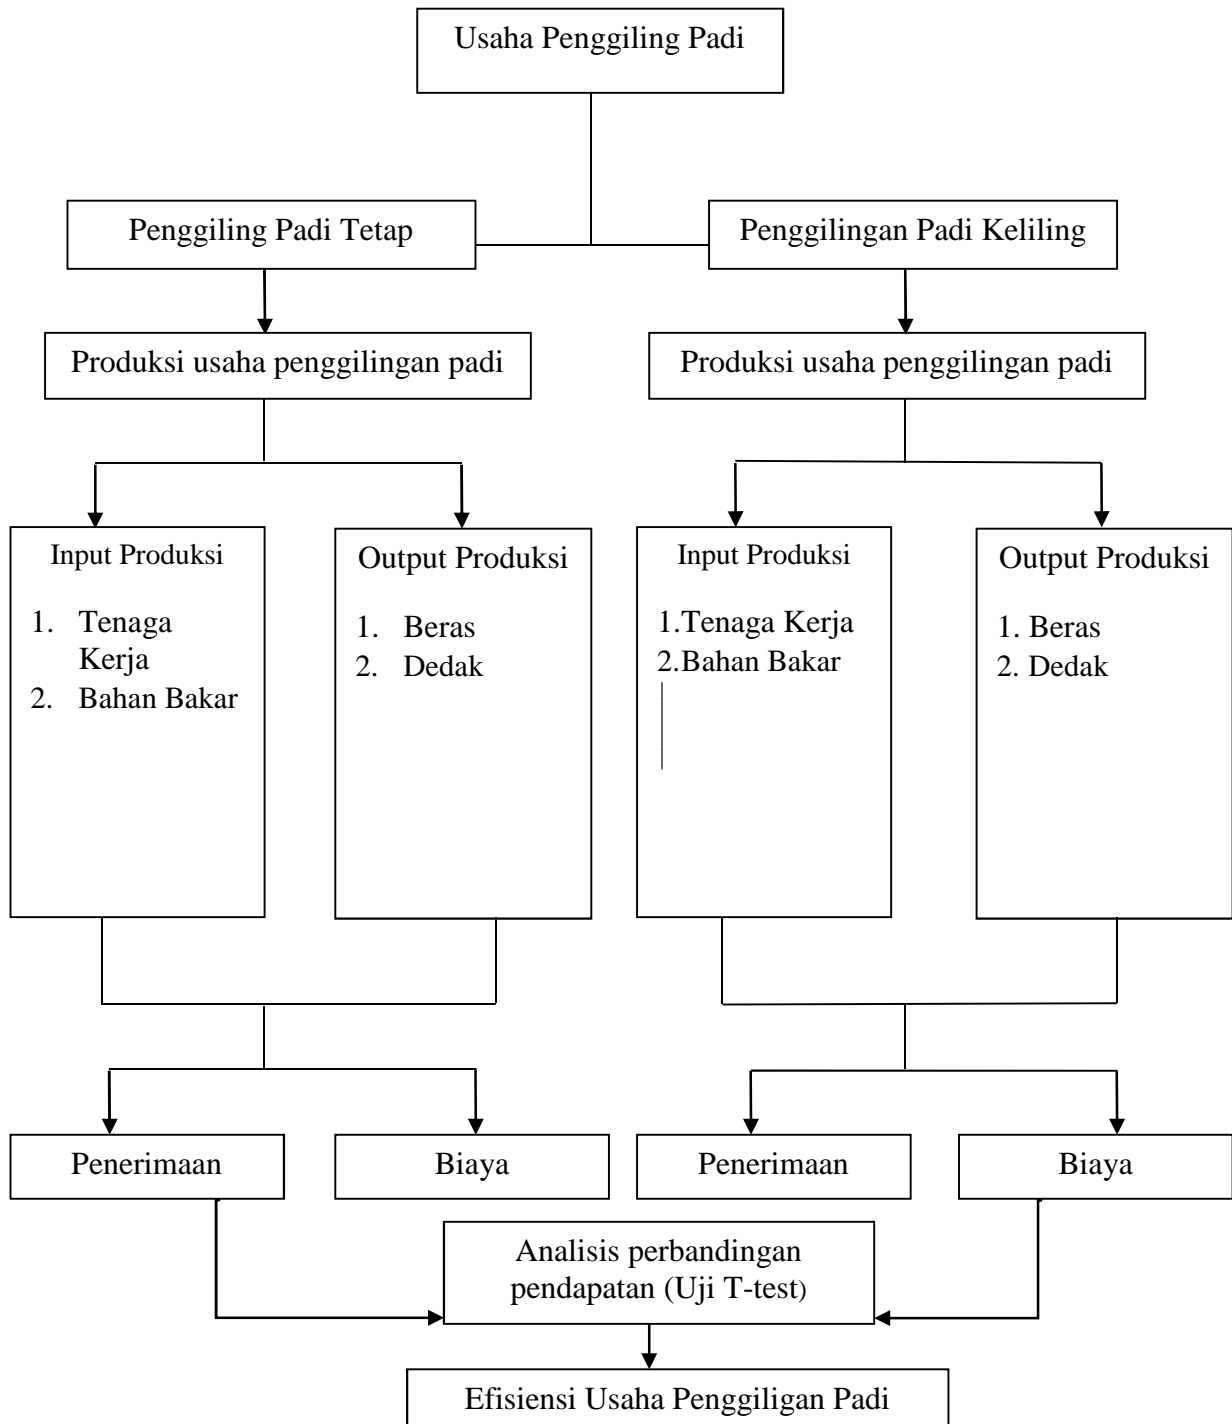 Usaha Penggiling Padi
Penggiling Padi Tetap
Penggilingan Padi Keliling
Produksi usaha penggilingan padi
Produksi usaha penggilingan padi
Input Produksi
1. Tenaga
Kerja
2. Bahan Bakar
Output Produksi
1. Beras
2. Dedak
Input Produksi
1.Tenaga Kerja
2.Bahan Bakar
Output Produksi
1. Beras
2. Dedak
Penerimaan
Biaya
Penerimaan
Biaya
Analisis perbandingan
pendapatan (Uji T-test)
Efisiensi Usaha Penggiligan Padi